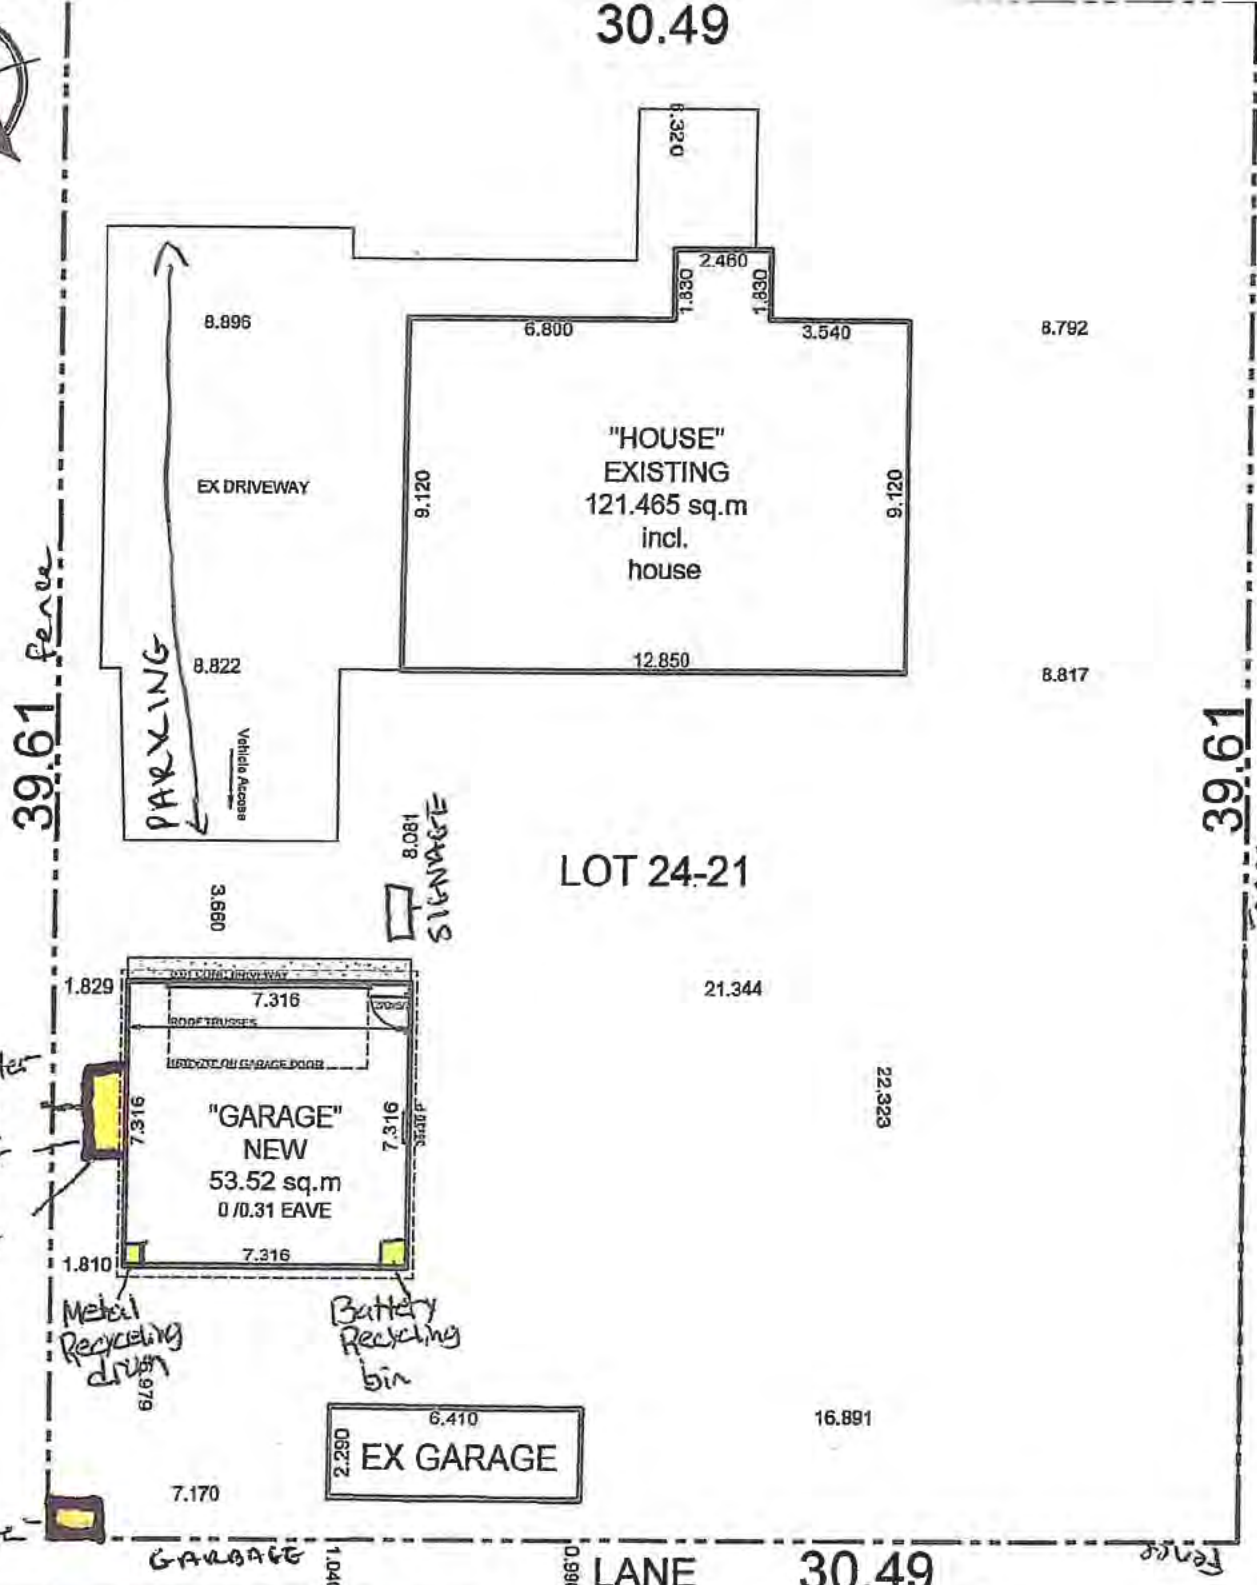 30.49
6.320
2.460
1.830
1.830
8.896
6.800
3.540
8.792
"HOUSE"
EXISTING
121.465 sq.m
incl.
house
EX DRIVEWAY
9.120
9.120
Fence
12.850
8.822
8.817
39.61
39.61
PARKING
Vehicle Access
8.081
SIGNAGE
LOT 24-21
3.660
1.829
7.316
21.344
ROOF TRUSSES
GARAGE DOOR
22.323
7.316
7.316
"GARAGE"
NEW
53.52 sq.m
0 /0.31 EAVE
1.810
7.316
Metal
Recycling
drum
Battery
Recycling
bin
6.410
2.290
EX GARAGE
16.891
7.170
GARBAGE
LANE
30.49
Fence